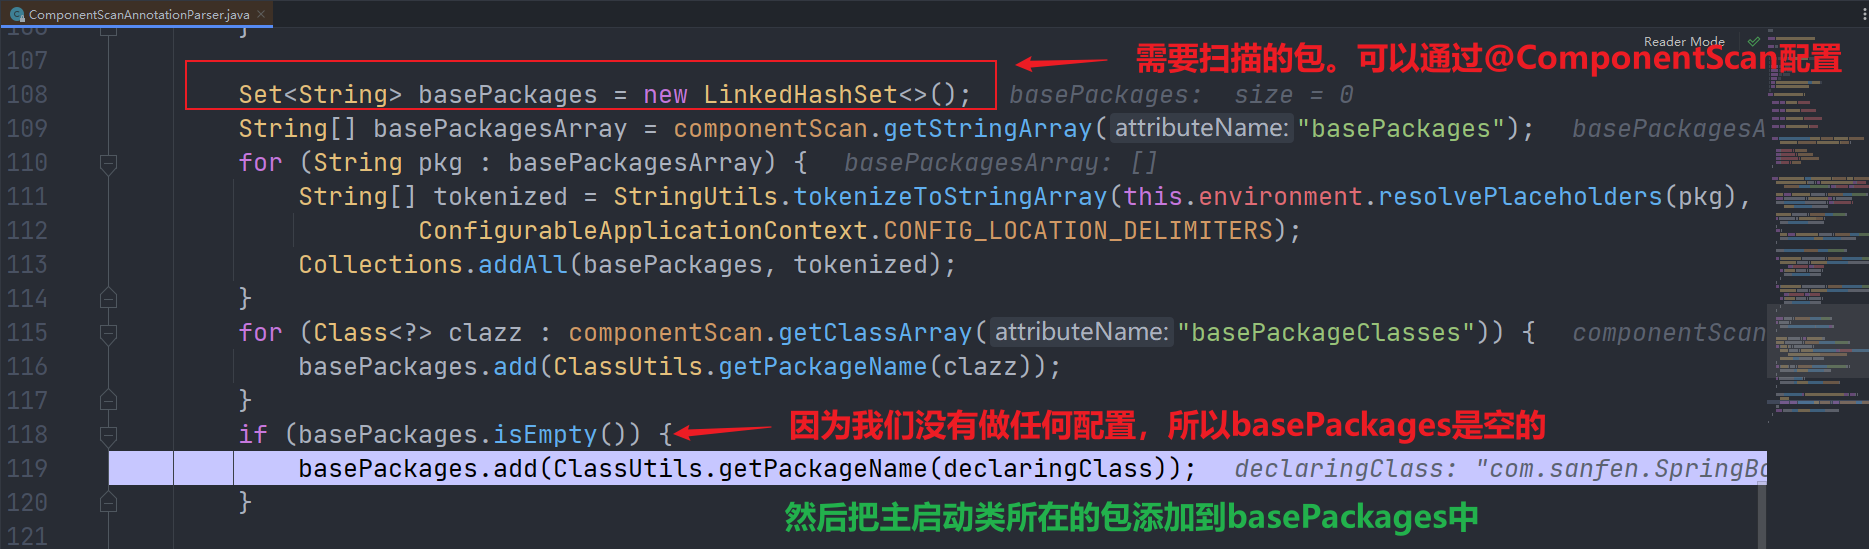 ComponentScanAnnotationParser.java
Reader Mode
106 }
107
需要扫描的包。可以通过@ComponentScan配置
108 Set<String> basePackages = new LinkedHashSet<>(); basePackages: size = 0
109 String[] basePackagesArray = componentScan.getStringArray( attributeName: "basePackages"); basePackagesA
110 for (String pkg : basePackagesArray) { basePackagesArray: []
111 String[] tokenized = StringUtils.tokenizeToStringArray(this.environment.resolvePlaceholders(pkg),
112 ConfigurableApplicationContext.CONFIG_LOCATION_DELIMITERS);
113 Collections.addAll(basePackages, tokenized);
114 }
115 for (Class<?> clazz : componentScan.getClassArray( attributeName: "basePackageClasses")) { componentScan
116 basePackages.add(ClassUtils.getPackageName(clazz));
117 }
118 if (basePackages.isEmpty()) { 因为我们没有做任何配置，所以basePackages是空的
119 basePackages.add(ClassUtils.getPackageName(declaringClass)); declaringClass: "com.sanfen.SpringBo
120 }
然后把主启动类所在的包添加到basePackages中
121